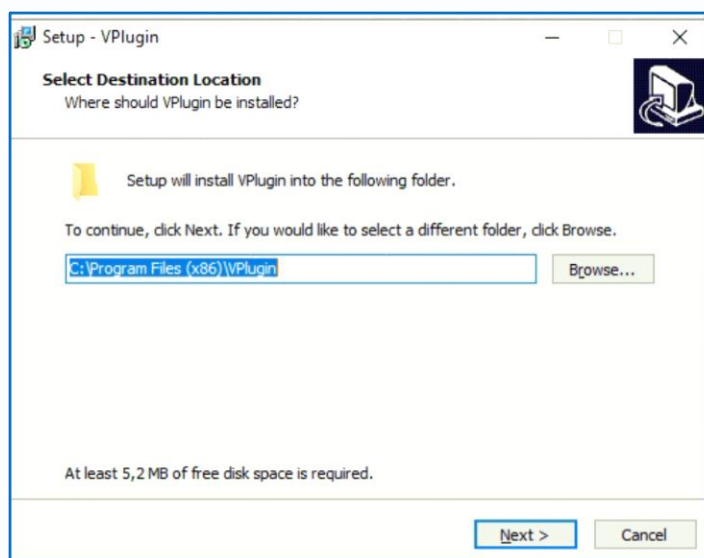 Setup - VPlugin
Select Destination Location
Where should VPlugin be installed?
Setup will install VPlugin into the following folder.
To continue, click Next. If you would like to select a different folder, click Browse.
C:\Program Files (x86)\VPlugin
Browse...
At least 5,2 MB of free disk space is required.
Next >
Cancel